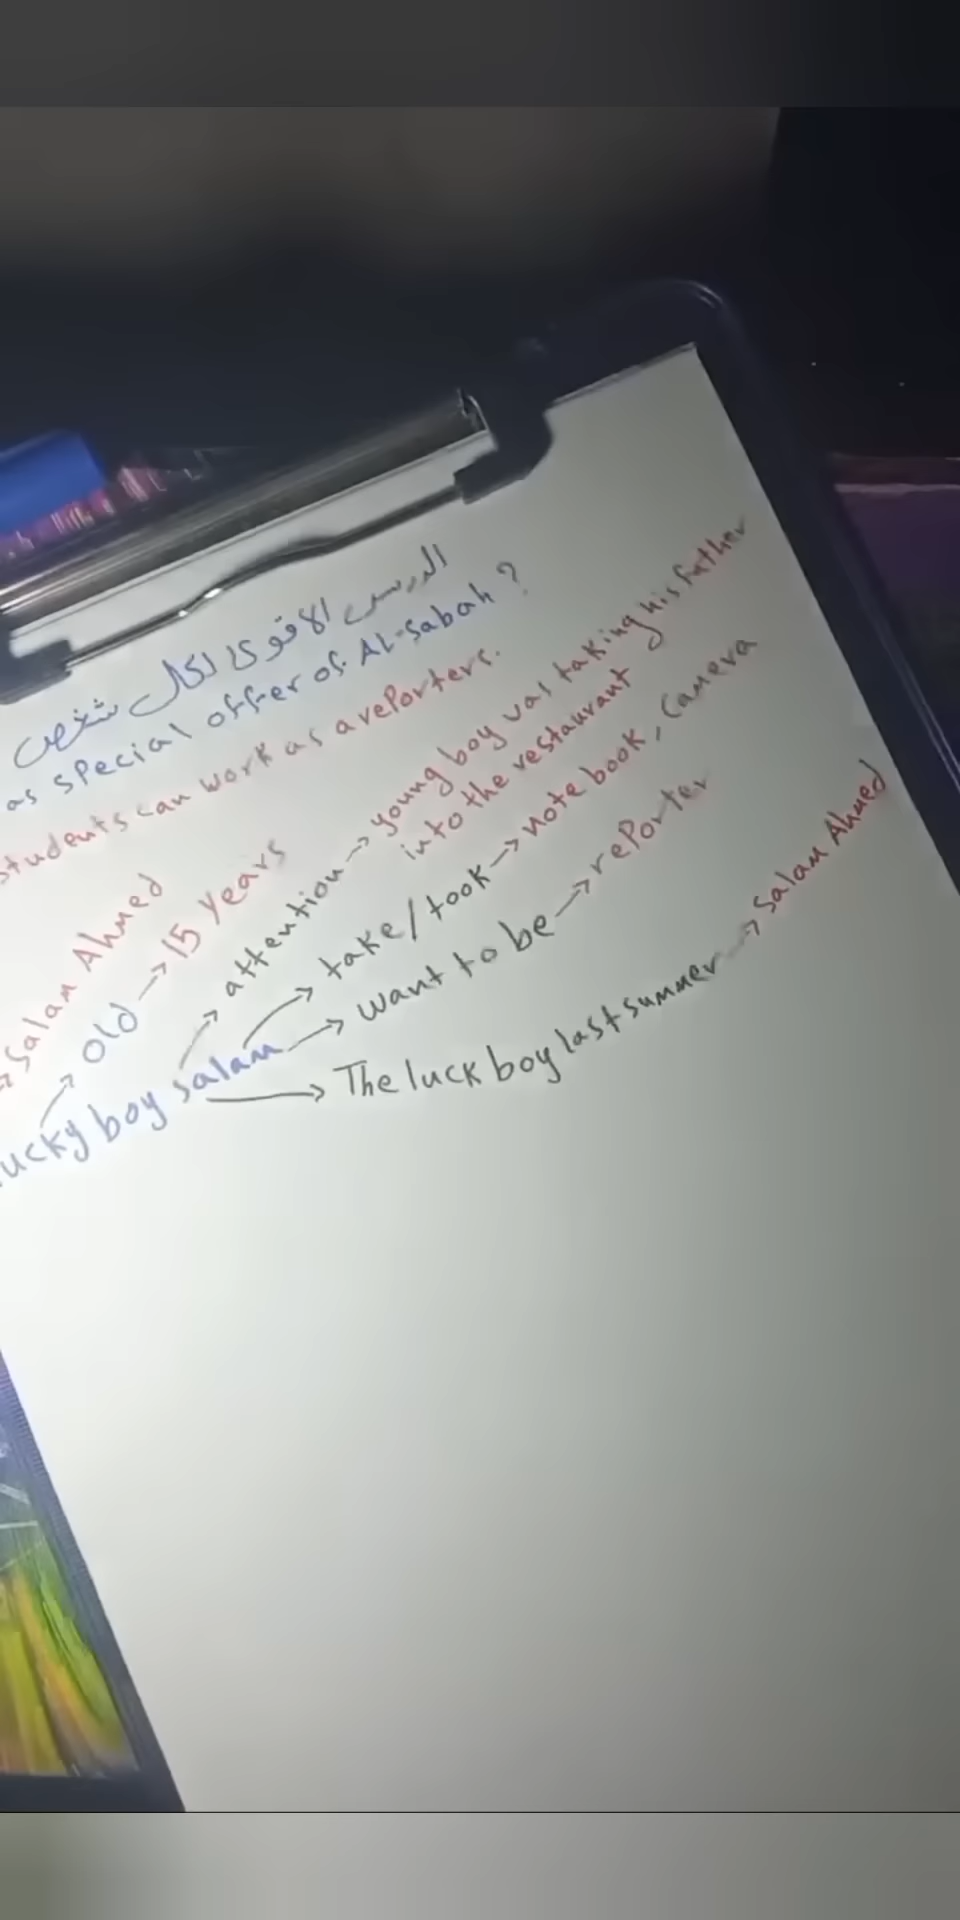 الدرس الاقوى لكل شخص
as special offer of AL-Sabah ?
students can work as a reporters.
Salam Ahmed
old → 15 years
attention → young boy was taking his father
into the restaurant
take / took → note book , Camera
want to be → reporter
lucky boy salam
The luck boy last summer → Salam Ahmed